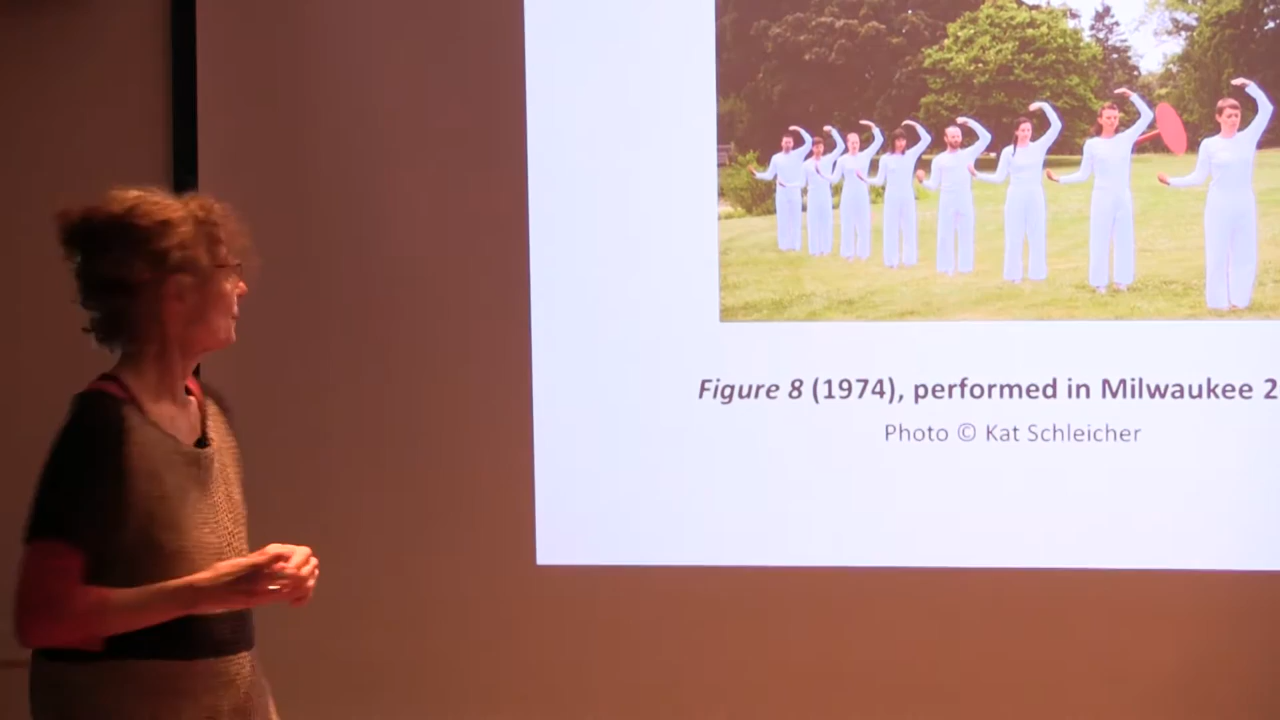 Figure 8 (1974), performed in Milwaukee 2
Photo © Kat Schleicher